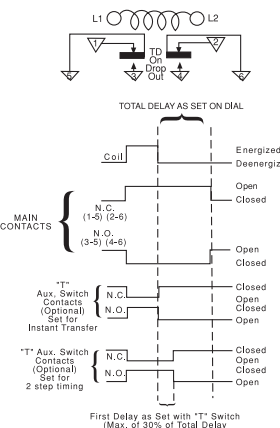 L1 L2
1 2
TD
On
Drop
Out
5 3 4 6
TOTAL DELAY AS SET ON DIAL
Coil
Energized
Deenergiz
MAIN
CONTACTS
N.C.
(1-5) (2-6)
Open
Closed
N.O.
(3-5) (4-6)
Open
Closed
"T"
Aux. Switch
Contacts
(Optional)
Set for
Instant Transfer
N.C.
Closed
Open
N.O.
Closed
Open
"T" Aux. Switch
Contacts
(Optional)
Set for
2 step timing
N.C.
Closed
Open
N.O.
Closed
Open
First Delay as Set with "T" Switch
(Max. of 30% of Total Delay